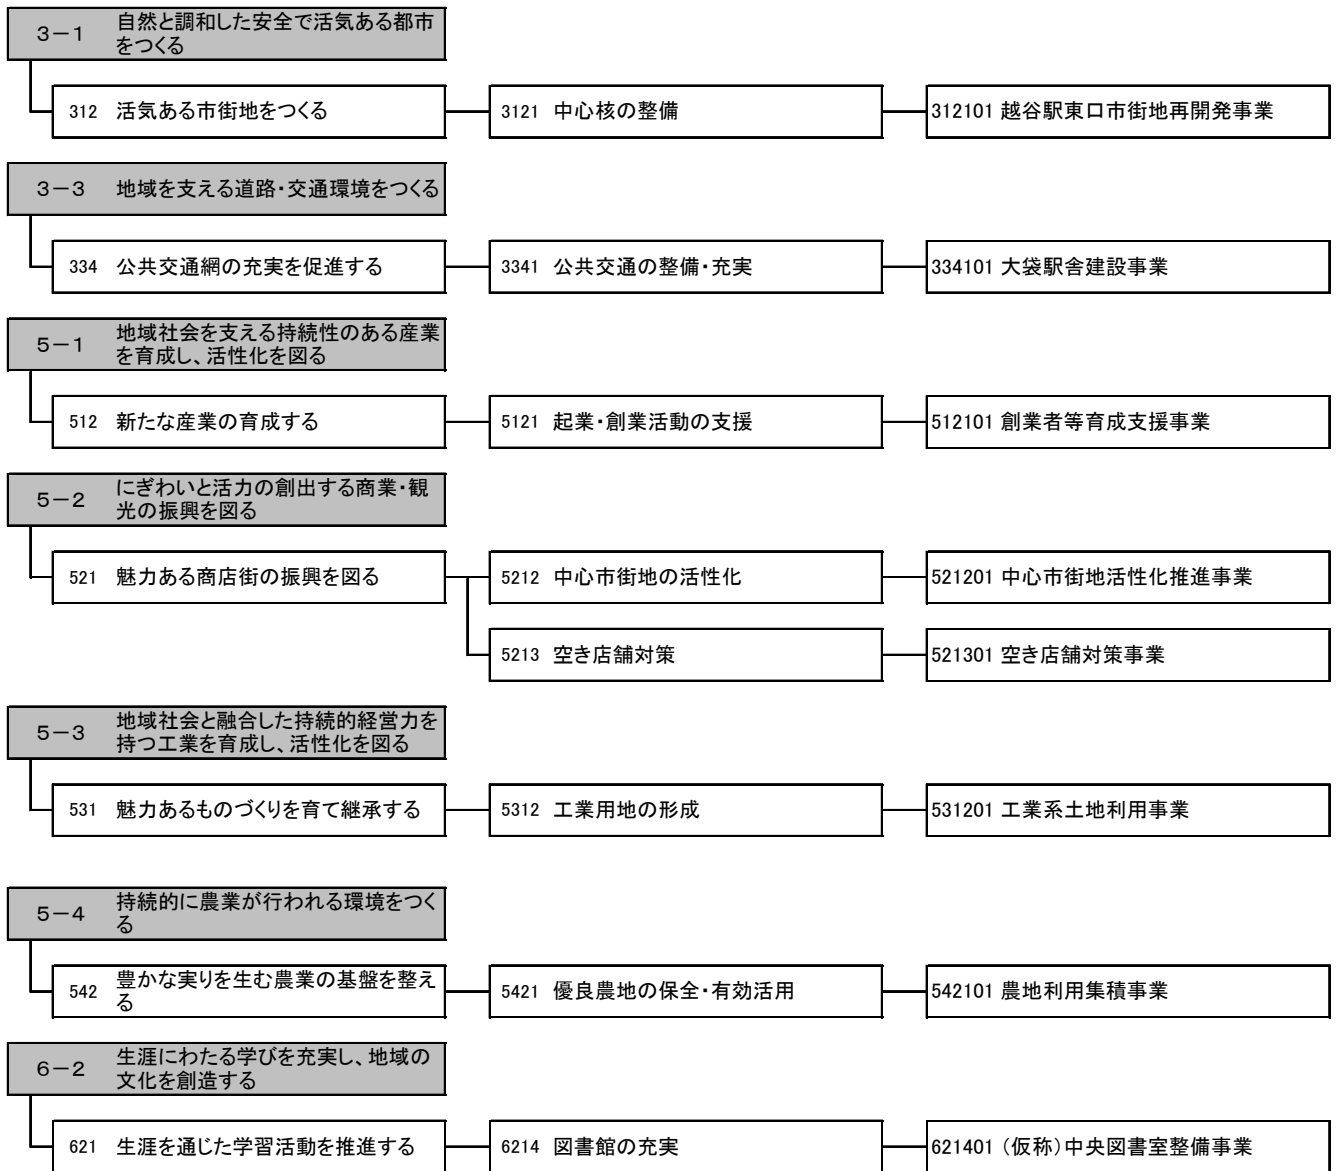 3－1 自然と調和した安全で活気ある都市
をつくる
312 活気ある市街地をつくる 3121 中心核の整備 312101 越谷駅東口市街地再開発事業
3－3 地域を支える道路・交通環境をつくる
334 公共交通網の充実を促進する 3341 公共交通の整備・充実 334101 大袋駅舎建設事業
5－1 地域社会を支える持続性のある産業
を育成し、活性化を図る
512 新たな産業の育成する 5121 起業・創業活動の支援 512101 創業者等育成支援事業
5－2 にぎわいと活力の創出する商業・観
光の振興を図る
521 魅力ある商店街の振興を図る 5212 中心市街地の活性化 521201 中心市街地活性化推進事業
5213 空き店舗対策 521301 空き店舗対策事業
5－3 地域社会と融合した持続的経営力を
持つ工業を育成し、活性化を図る
531 魅力あるものづくりを育て継承する 5312 工業用地の形成 531201 工業系土地利用事業
5－4 持続的に農業が行われる環境をつく
る
542 豊かな実りを生む農業の基盤を整え
る 5421 優良農地の保全・有効活用 542101 農地利用集積事業
6－2 生涯にわたる学びを充実し、地域の
文化を創造する
621 生涯を通じた学習活動を推進する 6214 図書館の充実 621401 （仮称）中央図書室整備事業